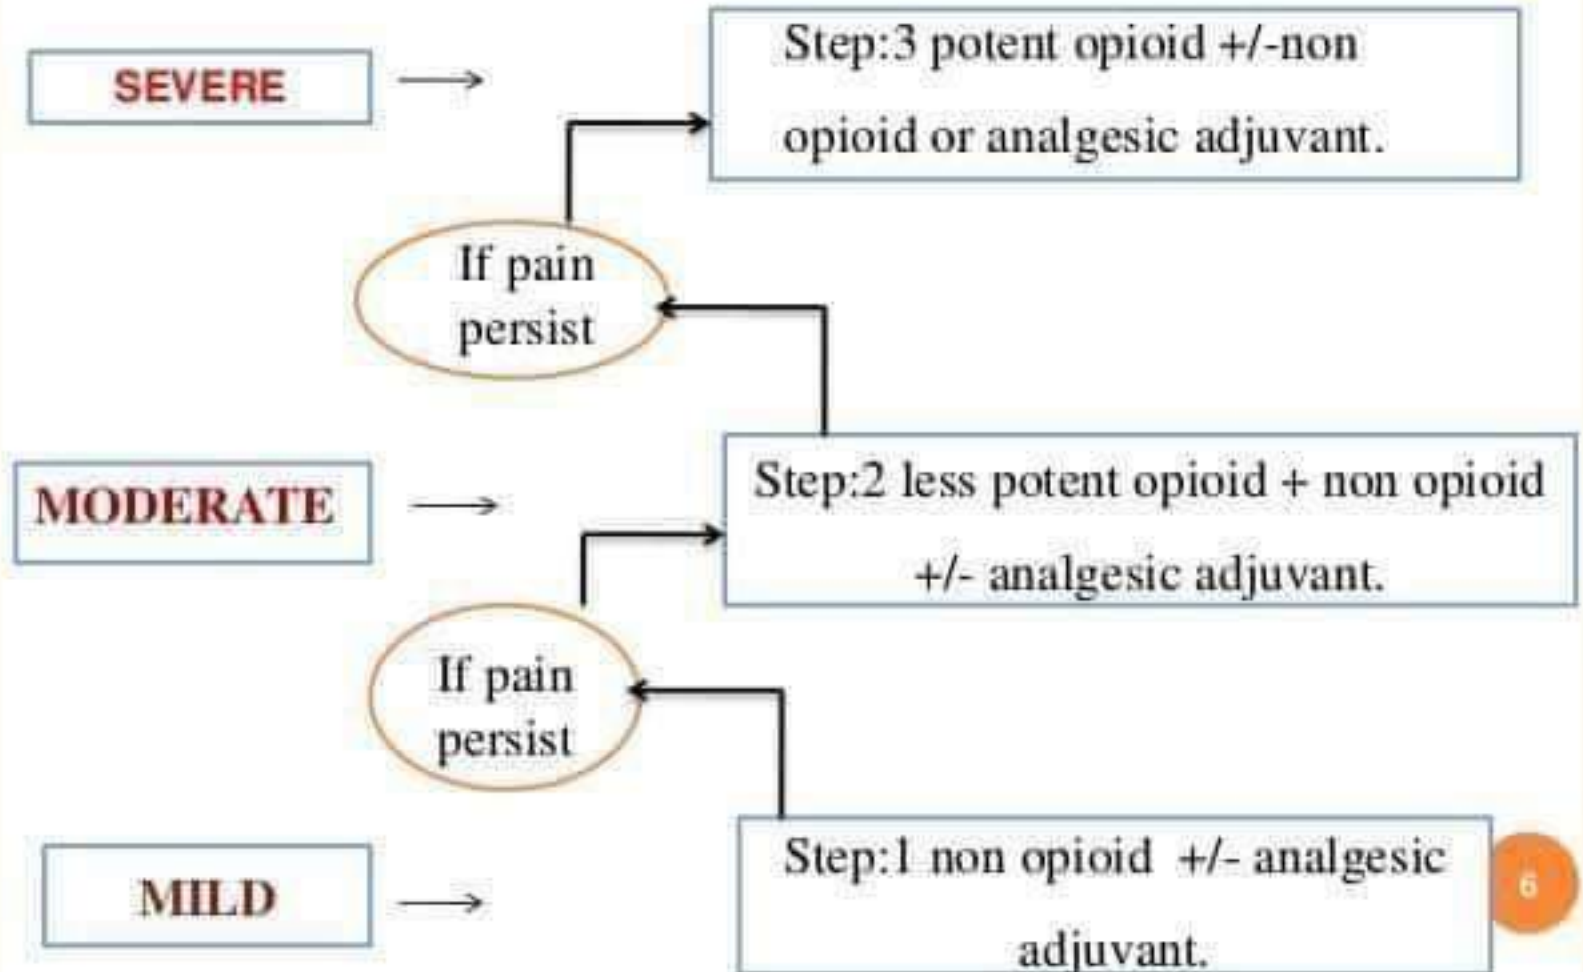 SEVERE
Step:3 potent opioid +/-non
opioid or analgesic adjuvant.
If pain
persist
MODERATE
Step:2 less potent opioid + non opioid
+/- analgesic adjuvant.
If pain
persist
MILD
Step:1 non opioid +/- analgesic
adjuvant.
6